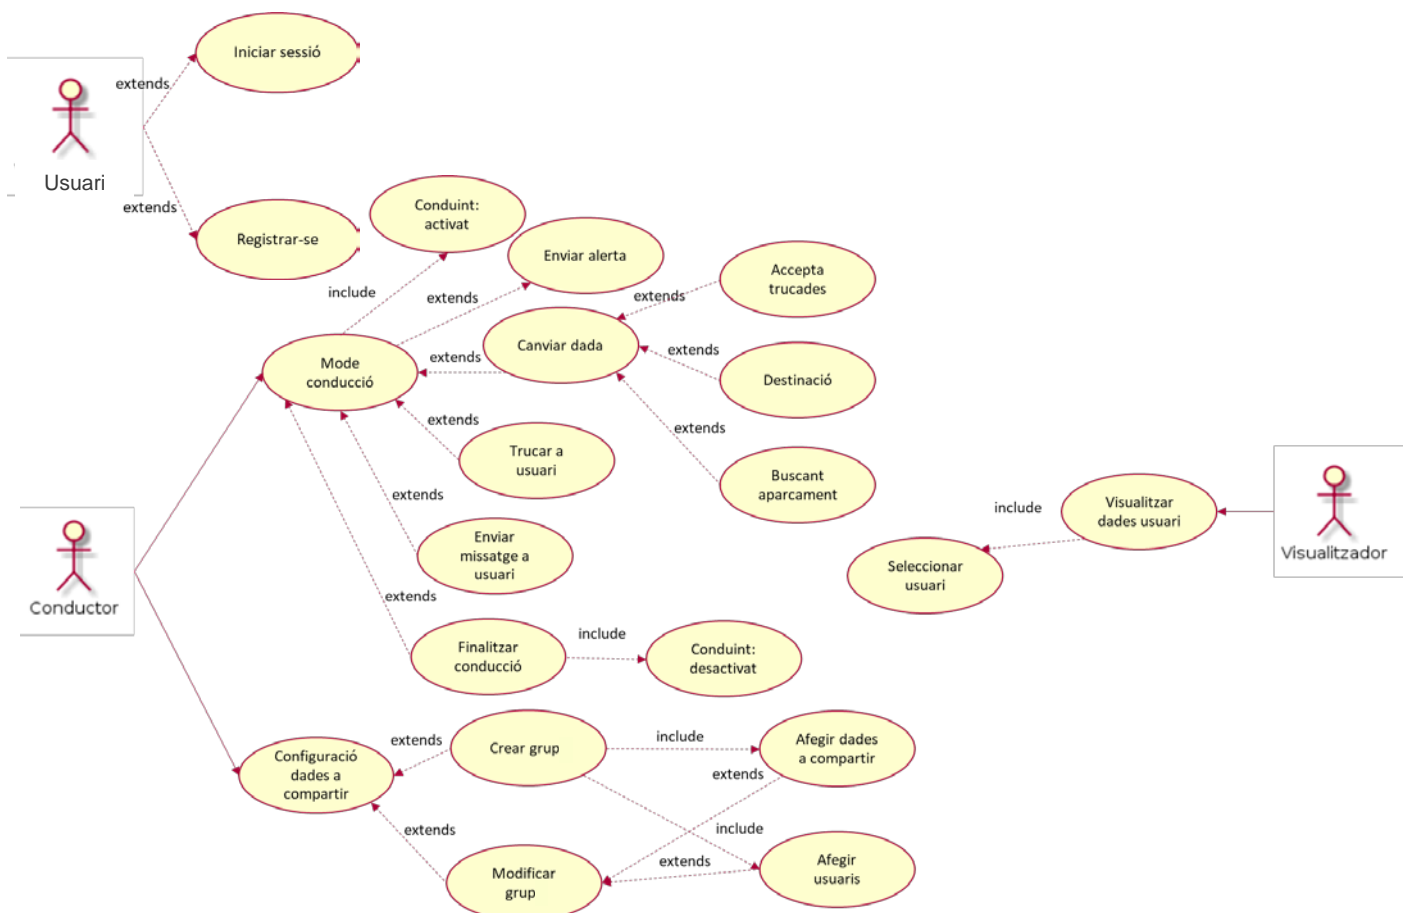 Iniciar sessió
extends
Usuari
extends
Registrar-se
Conduint:
activat
Enviar alerta
include
extends
Accepta
trucades
extends
Canviar dada
Mode
conducció
extends
extends
Destinació
extends
Trucar a
usuari
extends
Buscant
aparcament
extends
Enviar
missatge a
usuari
include
Visualitzar
dades usuari
Visualitzador
Seleccionar
usuari
Conductor
extends
Finalitzar
conducció
include
Conduint:
desactivat
Configuració
dades a
compartir
extends
Crear grup
include
Afegir dades
a compartir
extends
extends
include
extends
Modificar
grup
Afegir
usuaris